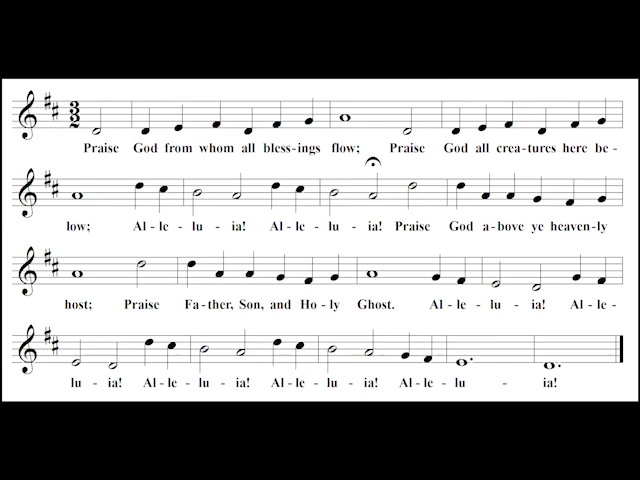 3
2
Praise God from whom all bless-ings flow; Praise God all crea-tures here be-
low; Al-le-lu-ia! Al-le-lu-ia! Praise God a-bove ye heaven-ly
host; Praise Fa-ther, Son, and Ho-ly Ghost. Al-le-lu-ia! Al-le-
lu-ia! Al-le-lu-ia! Al-le-lu-ia! Al-le-lu-ia!